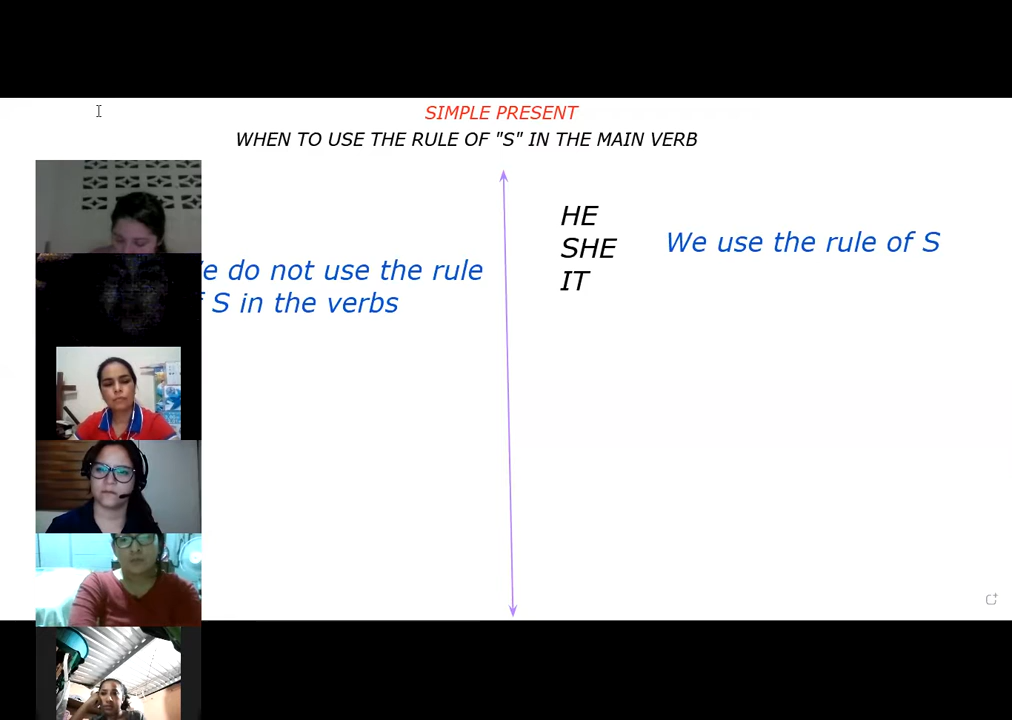 SIMPLE PRESENT
WHEN TO USE THE RULE OF "S" IN THE MAIN VERB
HE
SHE
IT
We use the rule of S
do not use the rule
S in the verbs